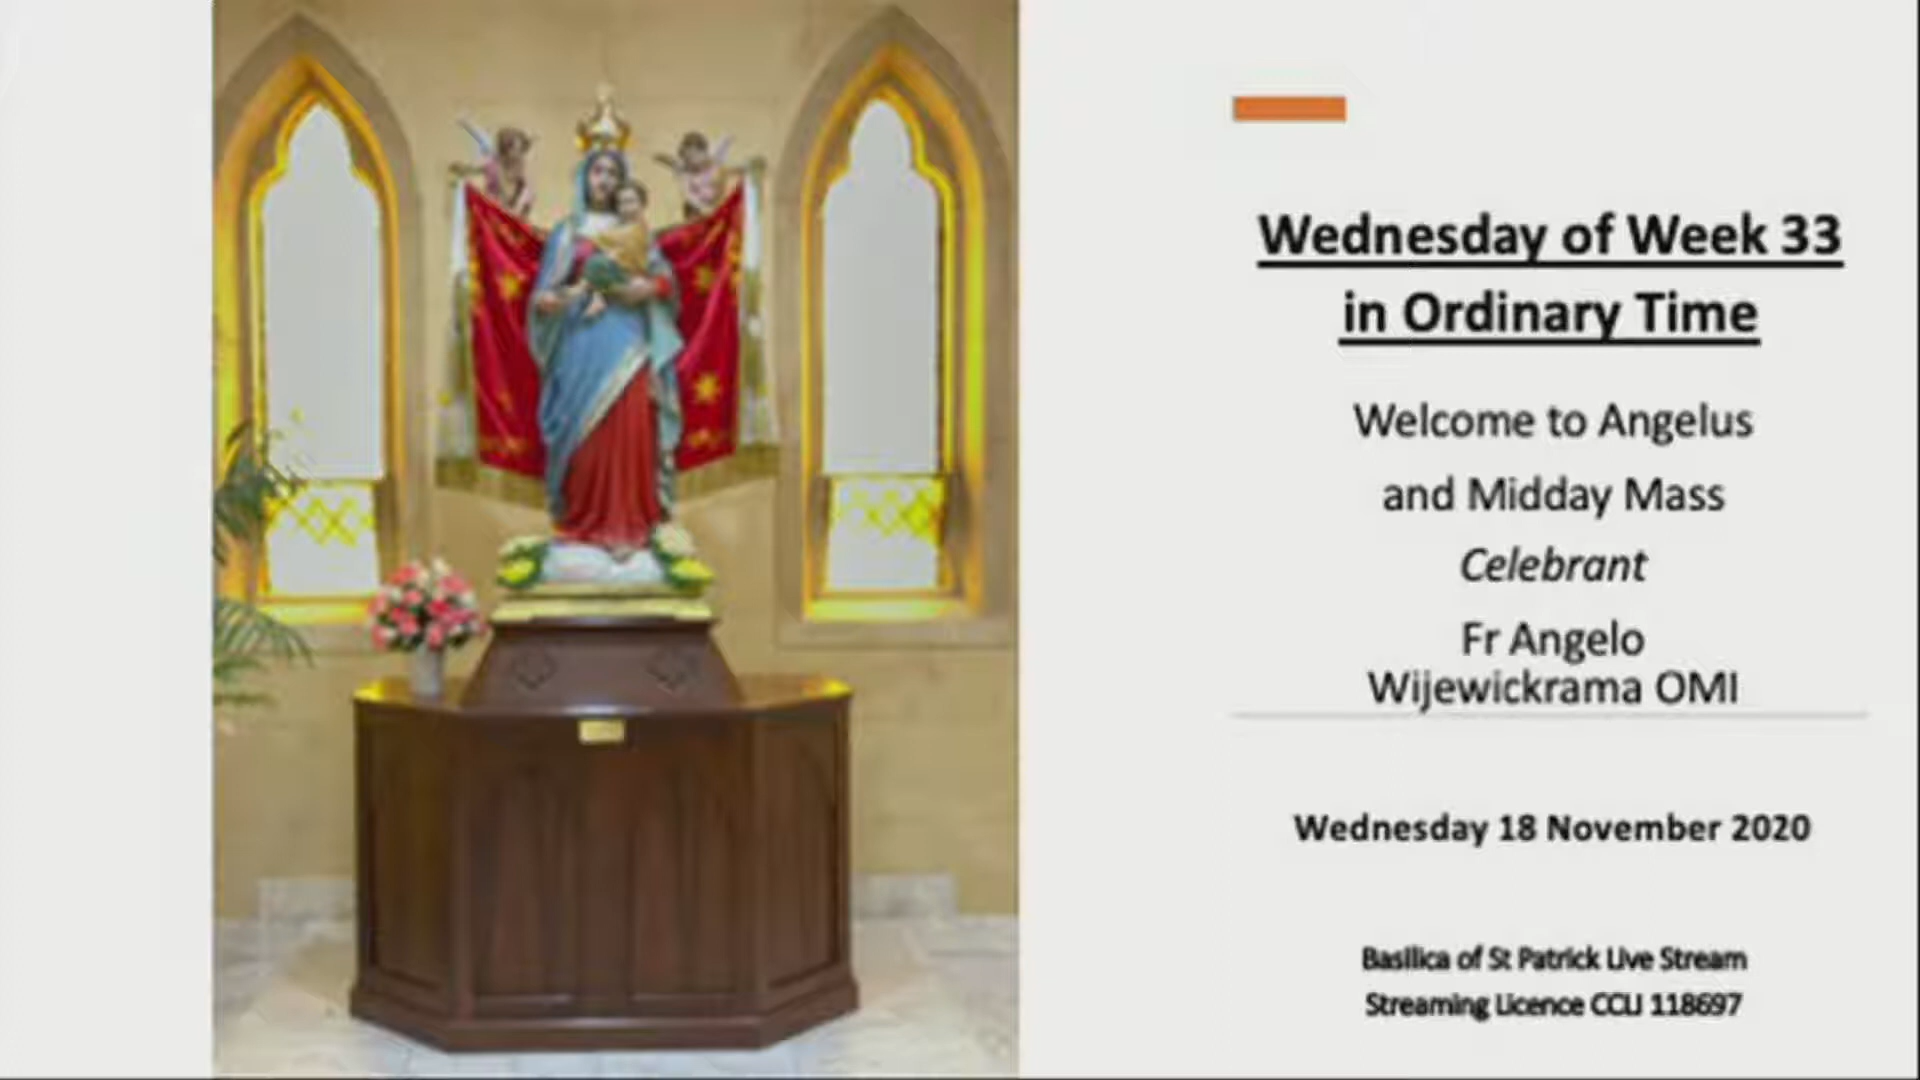 Wednesday of Week 33
in Ordinary Time
Welcome to Angelus
and Midday Mass
Celebrant
Fr Angelo
Wijewickrama OMI
Wednesday 18 November 2020
Basilica of St Patrick Live Stream
Streaming Licence CCLI 118697